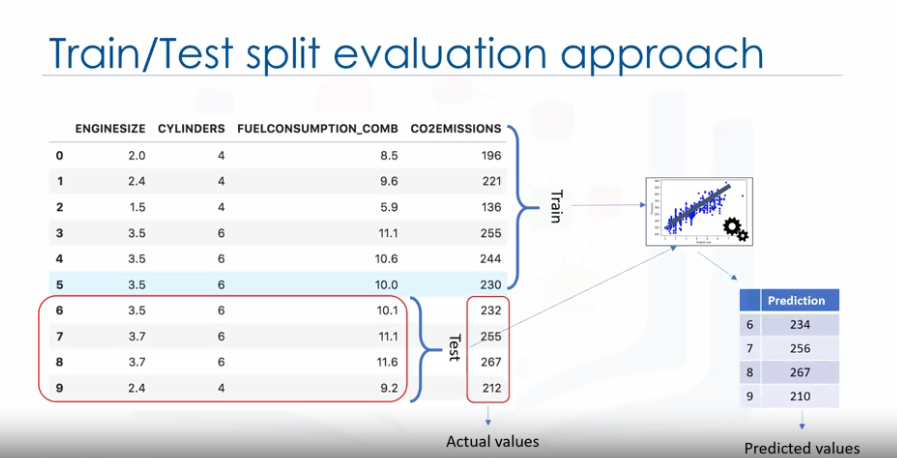 Train/Test split evaluation approach
ENGINESIZE CYLINDERS FUELCONSUMPTION_COMB CO2EMISSIONS
0 2.0 4 8.5 196
1 2.4 4 9.6 221
2 1.5 4 5.9 136
3 3.5 6 11.1 255
4 3.5 6 10.6 244
5 3.5 6 10.0 230
6 3.5 6 10.1 232
7 3.7 6 11.1 255
8 3.7 6 11.6 267
9 2.4 4 9.2 212
Train
Test
Actual values
Prediction
6 234
7 256
8 267
9 210
Predicted values